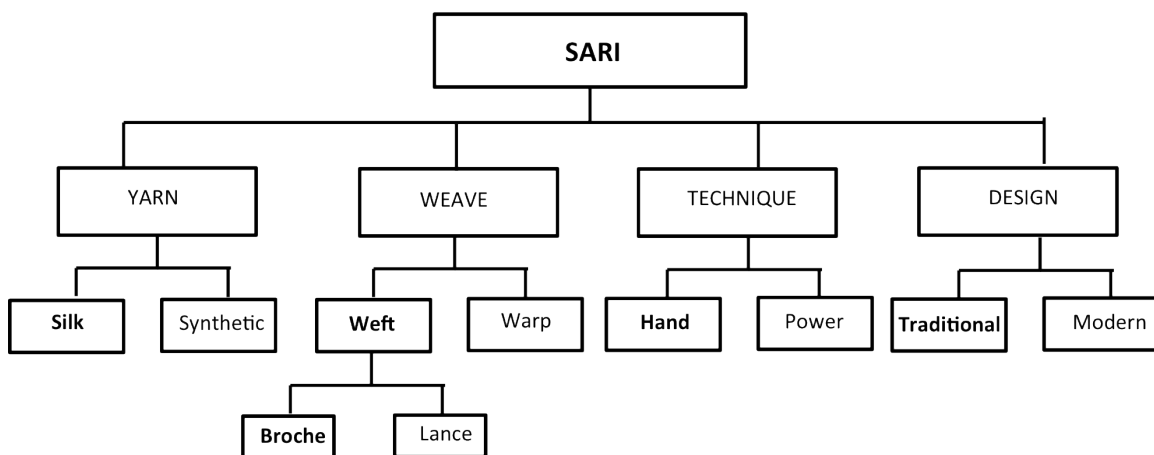 SARI
YARN
WEAVE
TECHNIQUE
DESIGN
Silk
Synthetic
Weft
Warp
Hand
Power
Traditional
Modern
Broche
Lance